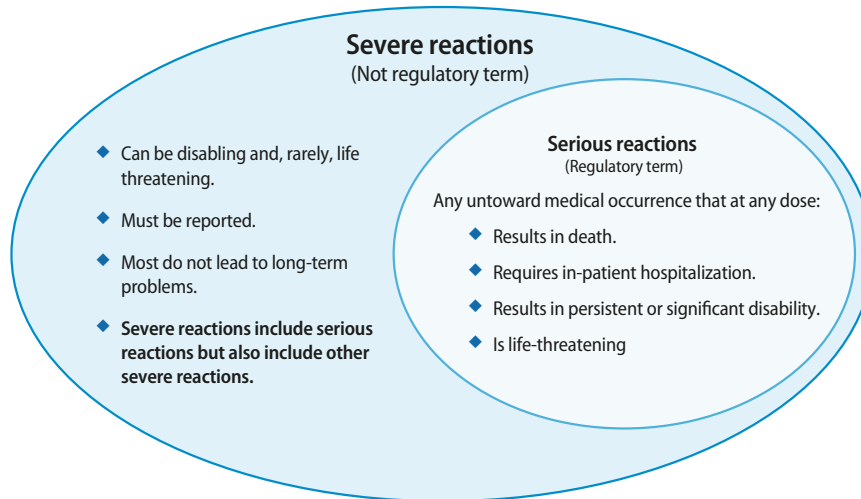 Severe reactions
(Not regulatory term)
◆ Can be disabling and, rarely, life
threatening.
◆ Must be reported.
◆ Most do not lead to long-term
problems.
◆ Severe reactions include serious
reactions but also include other
severe reactions.
Serious reactions
(Regulatory term)
Any untoward medical occurrence that at any dose:
◆ Results in death.
◆ Requires in-patient hospitalization.
◆ Results in persistent or significant disability.
◆ Is life-threatening